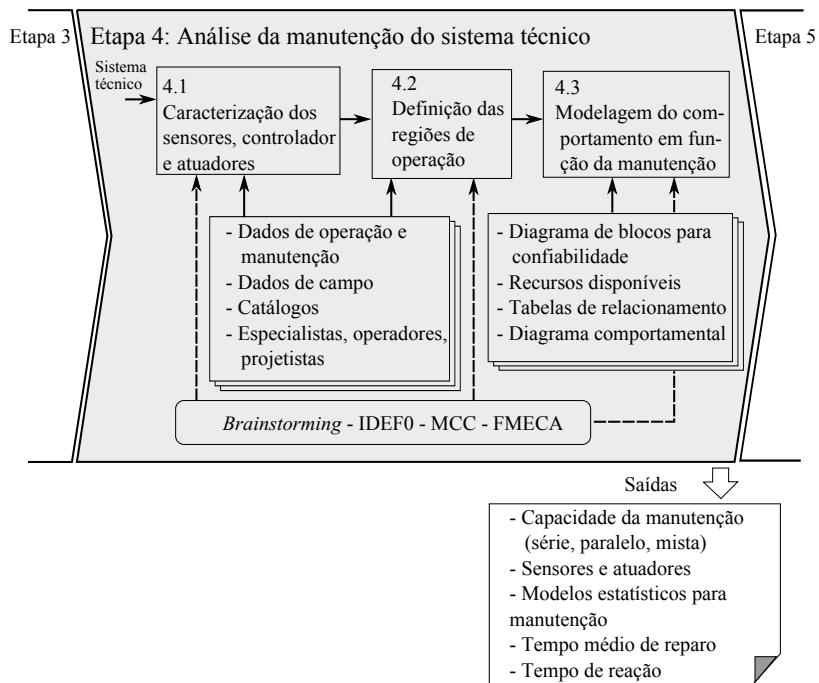 Etapa 3
Etapa 4: Análise da manutenção do sistema técnico
Etapa 5
Sistema
técnico
4.1
Caracterização dos
sensores, controlador
e atuadores
4.2
Definição das
regiões de
operação
4.3
Modelagem do com-
portamento em fun-
ção da manutenção
- Dados de operação e
manutenção
- Dados de campo
- Catálogos
- Especialistas, operadores,
projetistas
- Diagrama de blocos para
confiabilidade
- Recursos disponíveis
- Tabelas de relacionamento
- Diagrama comportamental
Brainstorming - IDEF0 - MCC - FMECA
Saídas
- Capacidade da manutenção
(série, paralelo, mista)
- Sensores e atuadores
- Modelos estatísticos para
manutenção
- Tempo médio de reparo
- Tempo de reação